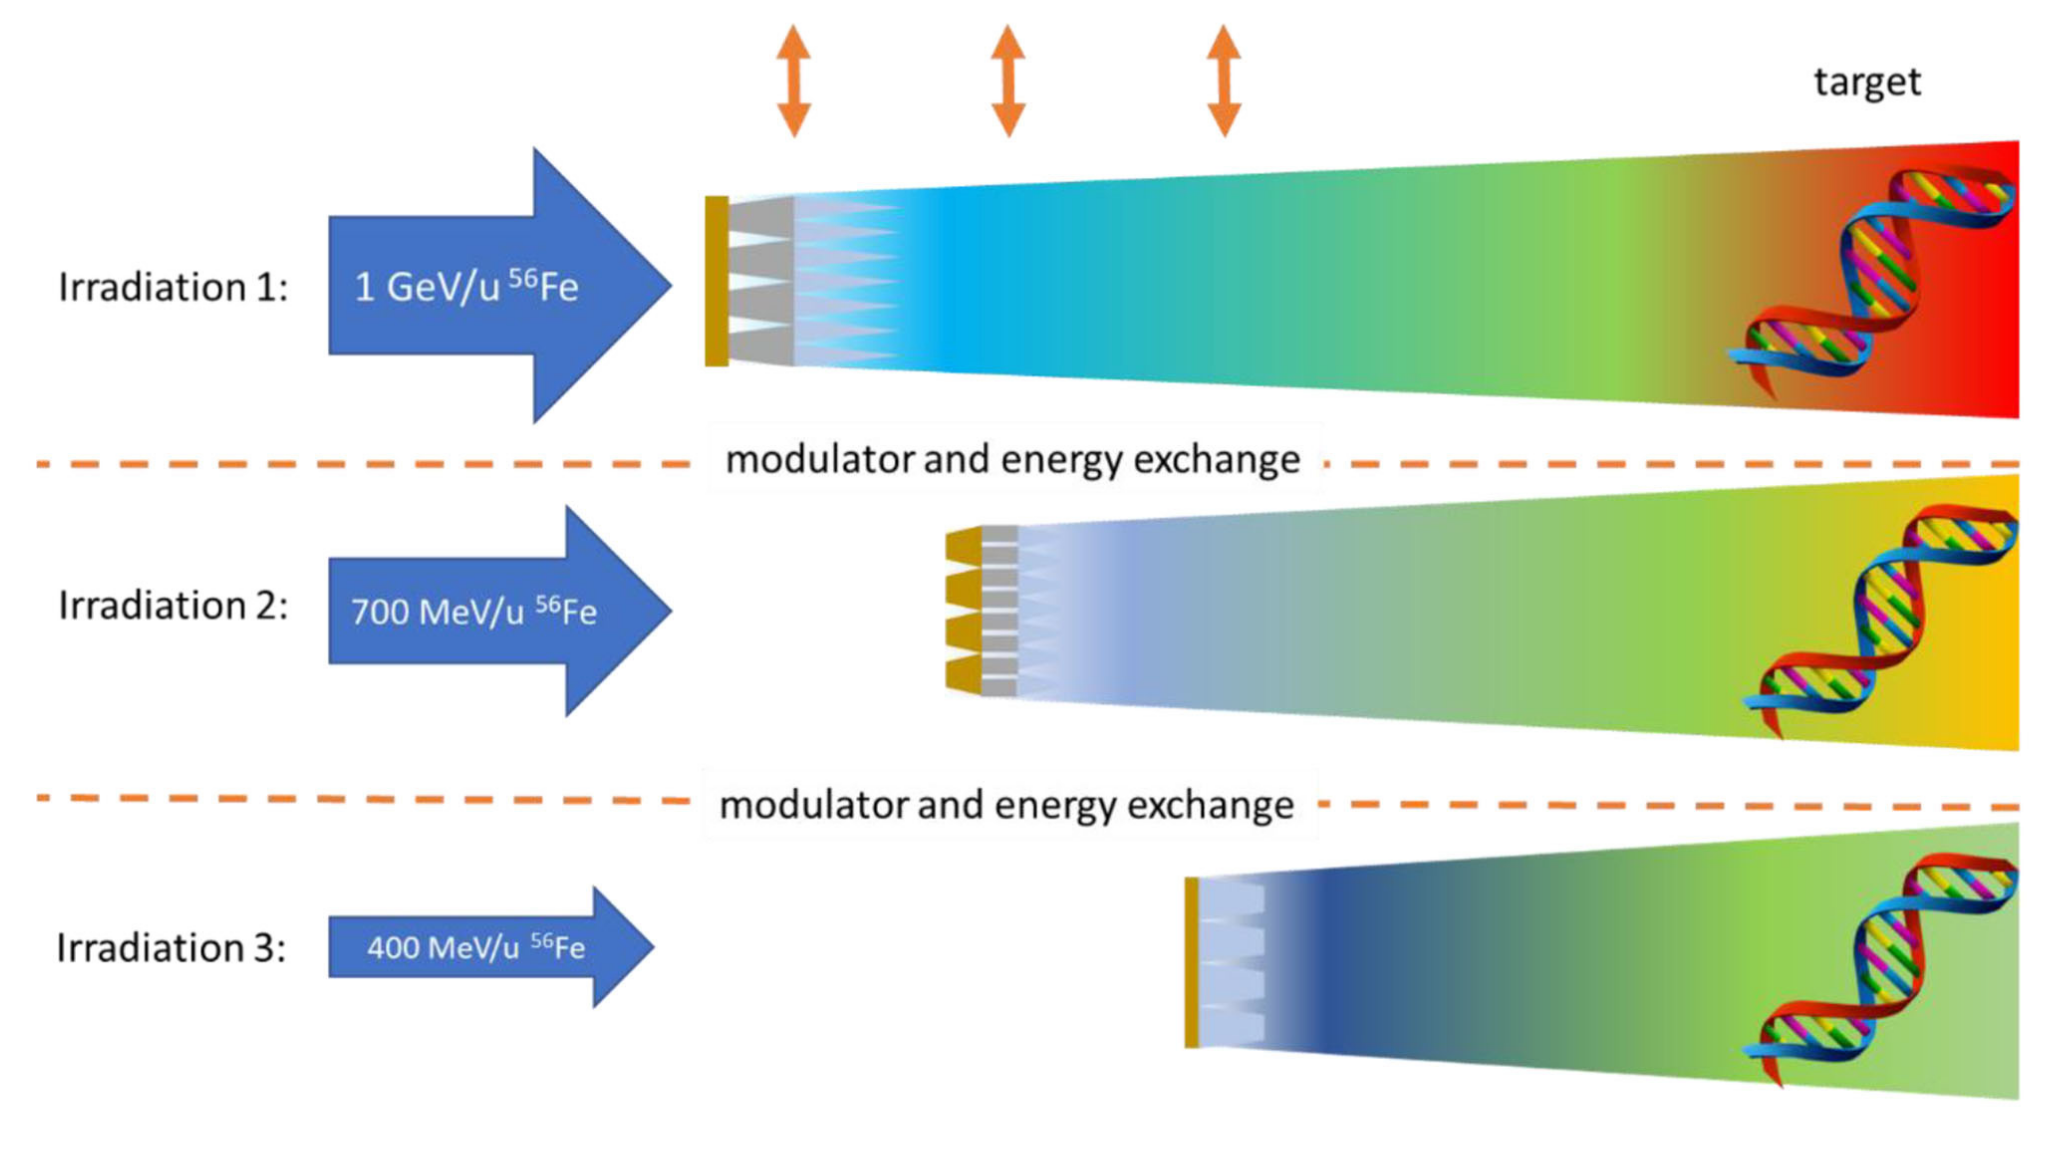 target
Irradiation 1:
1 GeV/u ⁵⁶Fe
modulator and energy exchange
Irradiation 2:
700 MeV/u ⁵⁶Fe
modulator and energy exchange
Irradiation 3:
400 MeV/u ⁵⁶Fe